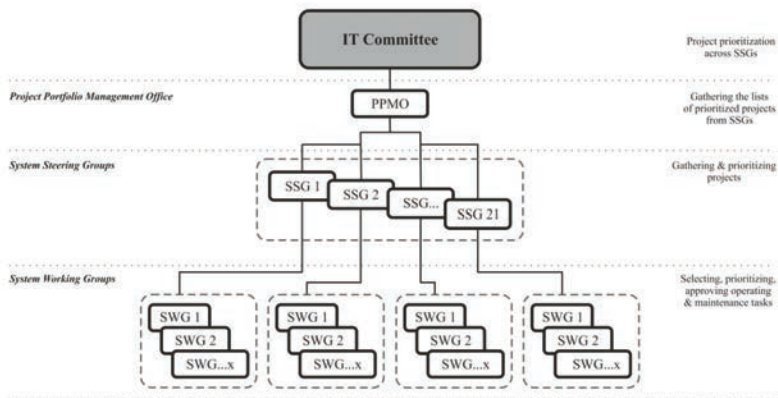 IT Committee
Project prioritization
across SSGs
Project Portfolio Management Office
PPMO
Gathering the lists
of prioritized projects
from SSGs
System Steering Groups
SSG 1
SSG 2
SSG...
SSG 21
Gathering & prioritizing
projects
System Working Groups
Selecting, prioritizing,
approving operating
& maintenance tasks
SWG 1
SWG 2
SWG...x
SWG 1
SWG 2
SWG...x
SWG 1
SWG 2
SWG...x
SWG 1
SWG 2
SWG...x